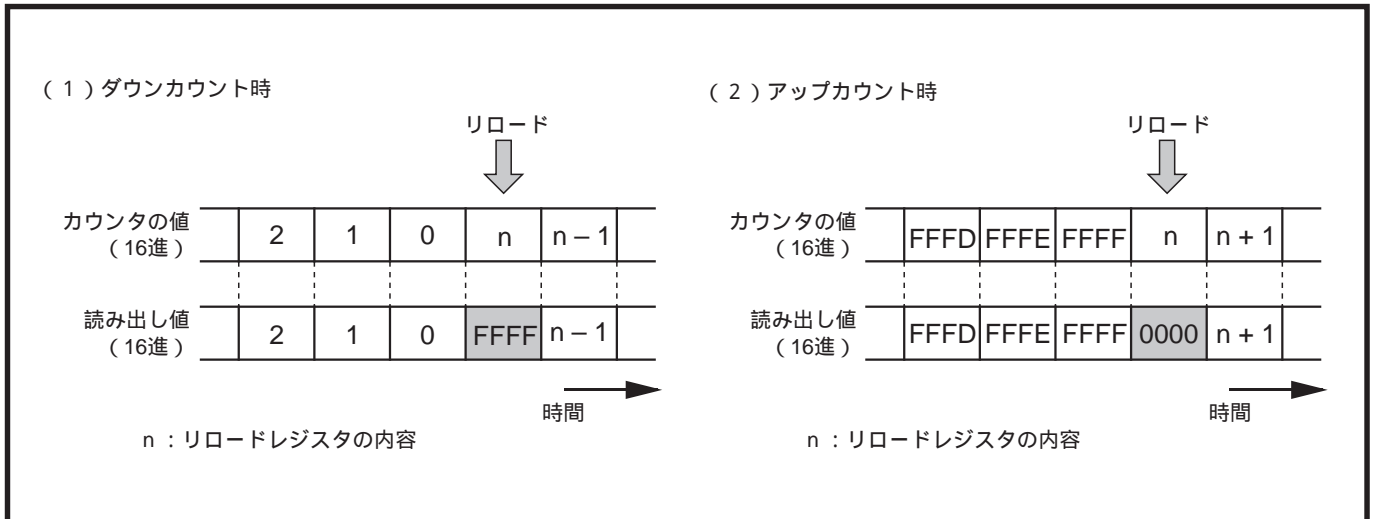 (1)ダウンカウント時
リロード
カウンタの値
(16進)
2 1 0 n n – 1
読み出し値
(16進)
2 1 0 FFFF n – 1
時間
n:リロードレジスタの内容
(2)アップカウント時
リロード
カウンタの値
(16進)
FFFD FFFE FFFF n n + 1
読み出し値
(16進)
FFFD FFFE FFFF 0000 n + 1
時間
n:リロードレジスタの内容